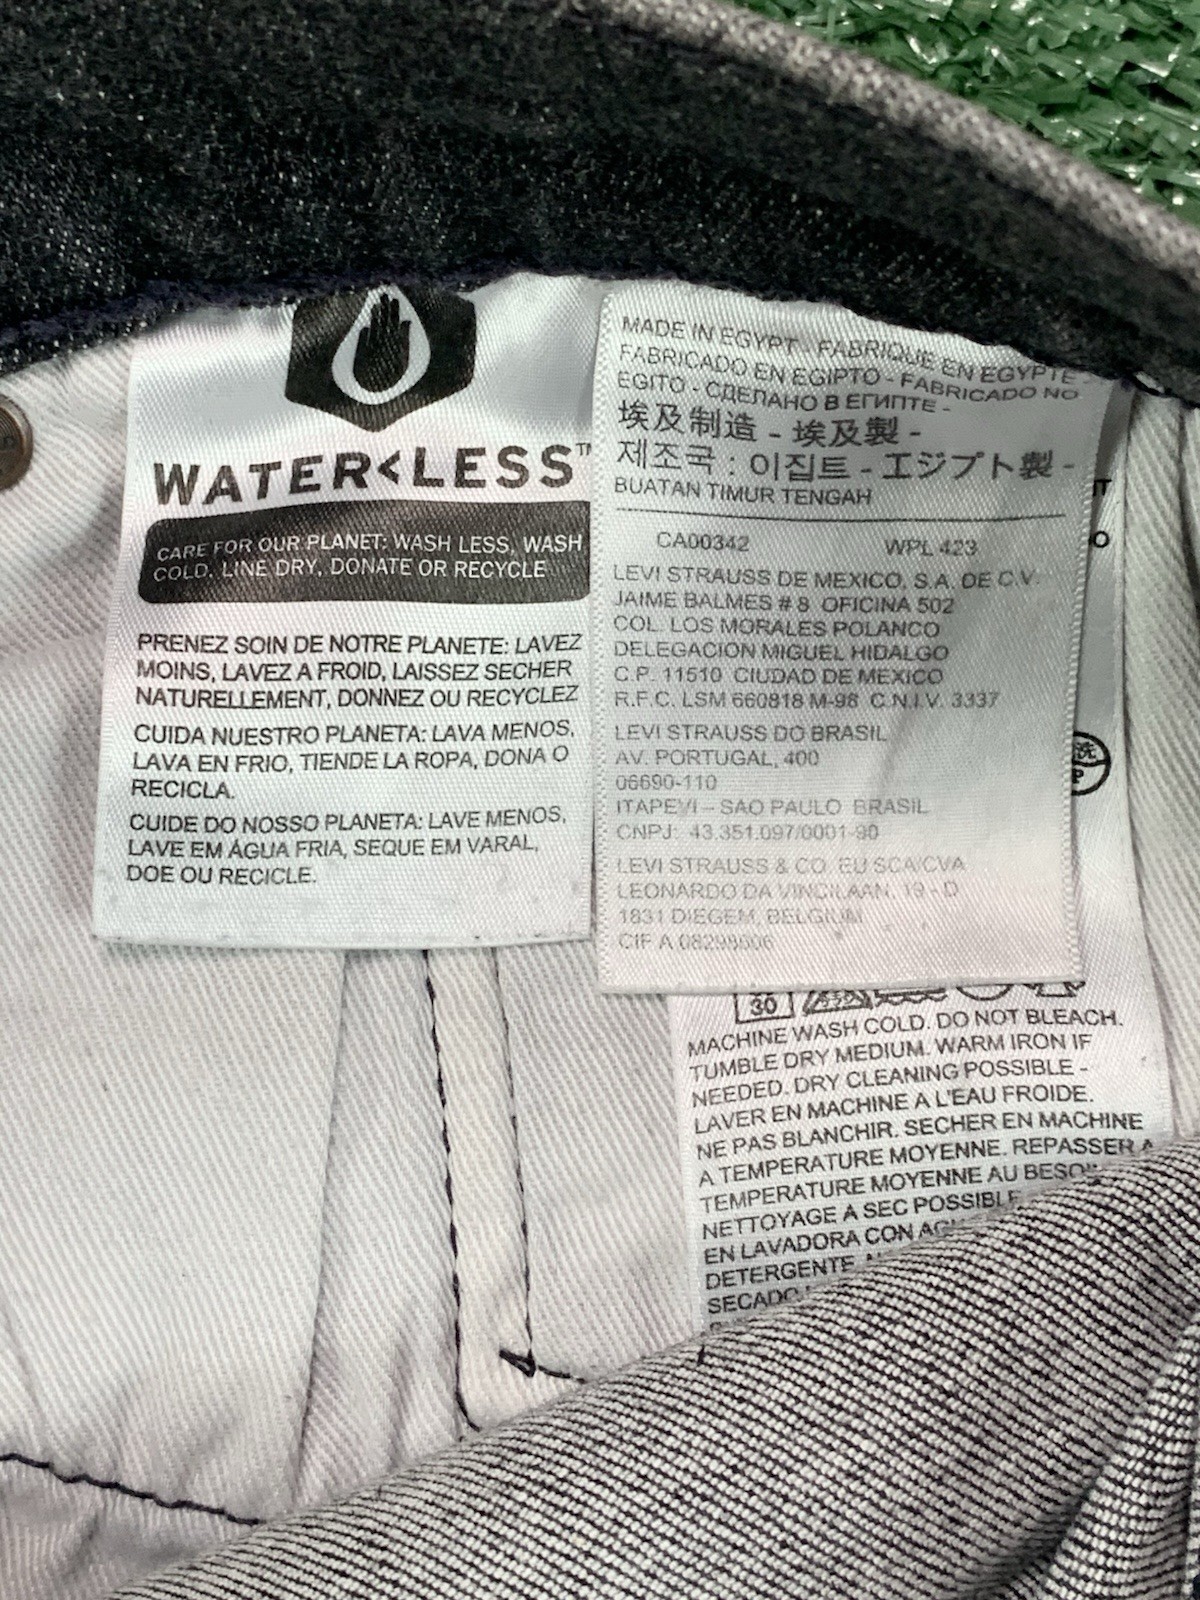 WATER<LESS™
CARE FOR OUR PLANET: WASH LESS, WASH
COLD, LINE DRY, DONATE OR RECYCLE
PRENEZ SOIN DE NOTRE PLANETE: LAVEZ
MOINS, LAVEZ A FROID, LAISSEZ SECHER
NATURELLEMENT, DONNEZ OU RECYCLEZ
CUIDA NUESTRO PLANETA: LAVA MENOS,
LAVA EN FRIO, TIENDE LA ROPA, DONA O
RECICLA.
CUIDE DO NOSSO PLANETA: LAVE MENOS,
LAVE EM ÁGUA FRIA, SEQUE EM VARAL,
DOE OU RECICLE.
MADE IN EGYPT - FABRIQUE EN EGYPTE -
FABRICADO EN EGIPTO - FABRICADO NO
EGITO - СДЕЛАНО В ЕГИПТЕ -
埃及制造 - 埃及製 -
제조국 : 이집트 - エジプト製 -
BUATAN TIMUR TENGAH
CA00342 WPL 423
LEVI STRAUSS DE MEXICO, S.A. DE C.V.
JAIME BALMES # 8 OFICINA 502
COL. LOS MORALES POLANCO
DELEGACION MIGUEL HIDALGO
C.P. 11510 CIUDAD DE MEXICO
R.F.C. LSM 660818 M-98 C.N.I.V. 3337
LEVI STRAUSS DO BRASIL
AV. PORTUGAL, 400
06690-110
ITAPEVI – SAO PAULO BRASIL
CNPJ: 43.351.097/0001-90
LEVI STRAUSS & CO. EU SCA/CVA
LEONARDO DA VINCILAAN, 19 - D
1831 DIEGEM, BELGIUM
CIF A 08298606
30
MACHINE WASH COLD. DO NOT BLEACH.
TUMBLE DRY MEDIUM. WARM IRON IF
NEEDED. DRY CLEANING POSSIBLE -
LAVER EN MACHINE A L'EAU FROIDE.
NE PAS BLANCHIR. SECHER EN MACHINE
A TEMPERATURE MOYENNE. REPASSER A
TEMPERATURE MOYENNE AU
NETTOYAGE A SEC
EN LAVADORA CON
DETERGENTE